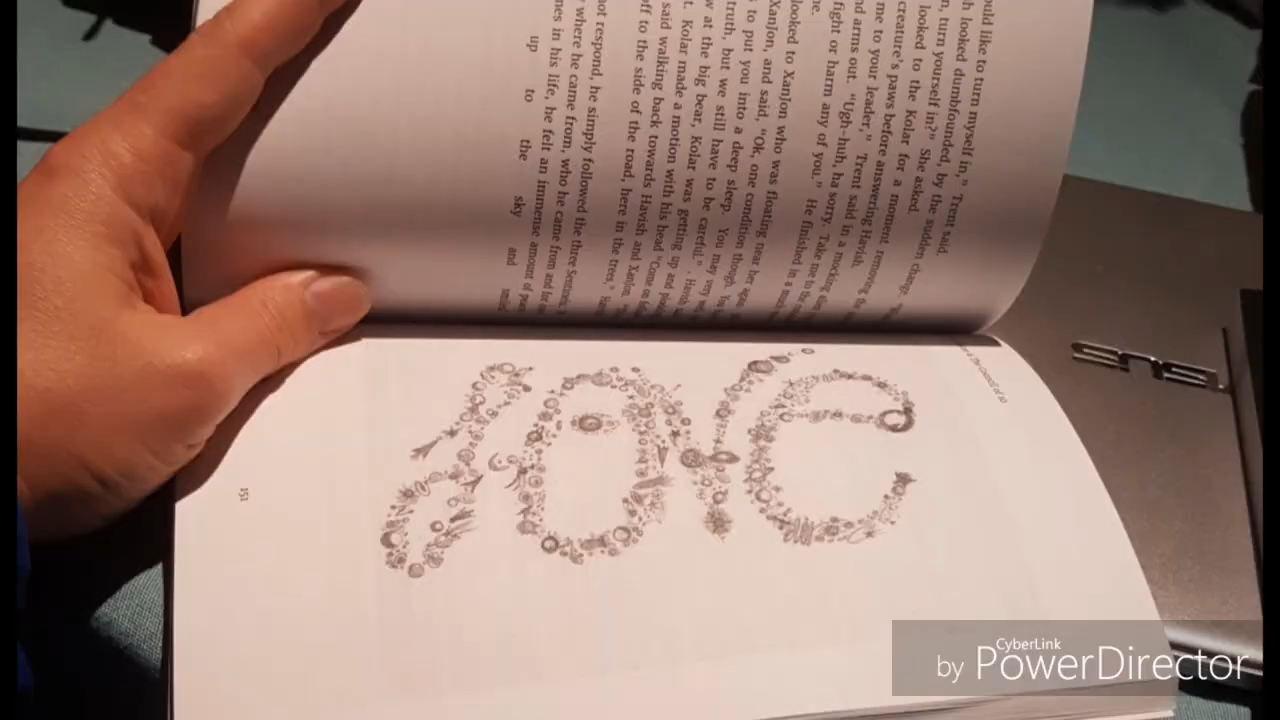 ould like to turn myself in," Trent said.
looked dumbfounded, by the sudden change.
turn yourself in?" She asked.
looked to the Kolar for a moment removing
creature's paws before answering Havish.
me to your leader," Trent said in a mocking
arms out. "Ugh-huh, ha sorry. Take me to
fight or harm any of you." He finished in a
looked to XanJon who was floating near her
XanJon, and said, "Ok, one condition though.
to put you into a deep sleep. You may very
truth, but we still have to be careful."
at the big bear, Kolar was getting up and
Kolar made a motion with his head "Come on
said walking back towards Havish and XanJon.
off to the side of the road, here in the trees,"
not respond, he simply followed the three
where he came from, who he came from and for
in his life, he felt an immense amount of
up to the sky and smiled
love
151
ASUS
CyberLink
by PowerDirector